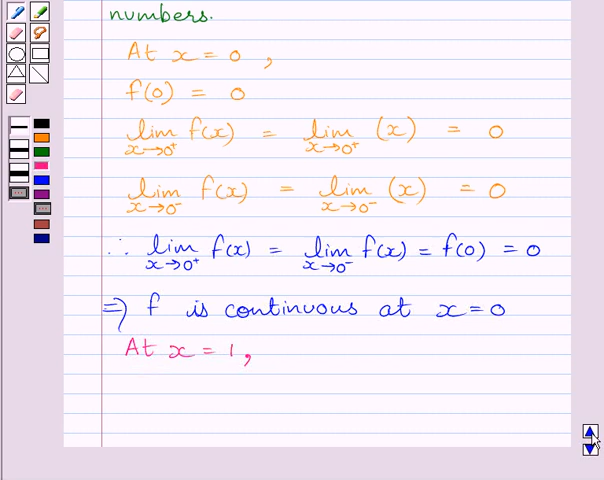 numbers.
At x = 0 ,
f(0) = 0
lim x→0⁺ f(x) = lim x→0⁺ (x) = 0
lim x→0⁻ f(x) = lim x→0⁻ (x) = 0
∴ lim x→0⁺ f(x) = lim x→0⁻ f(x) = f(0) = 0
⇒ f is continuous at x = 0
At x = 1 ,